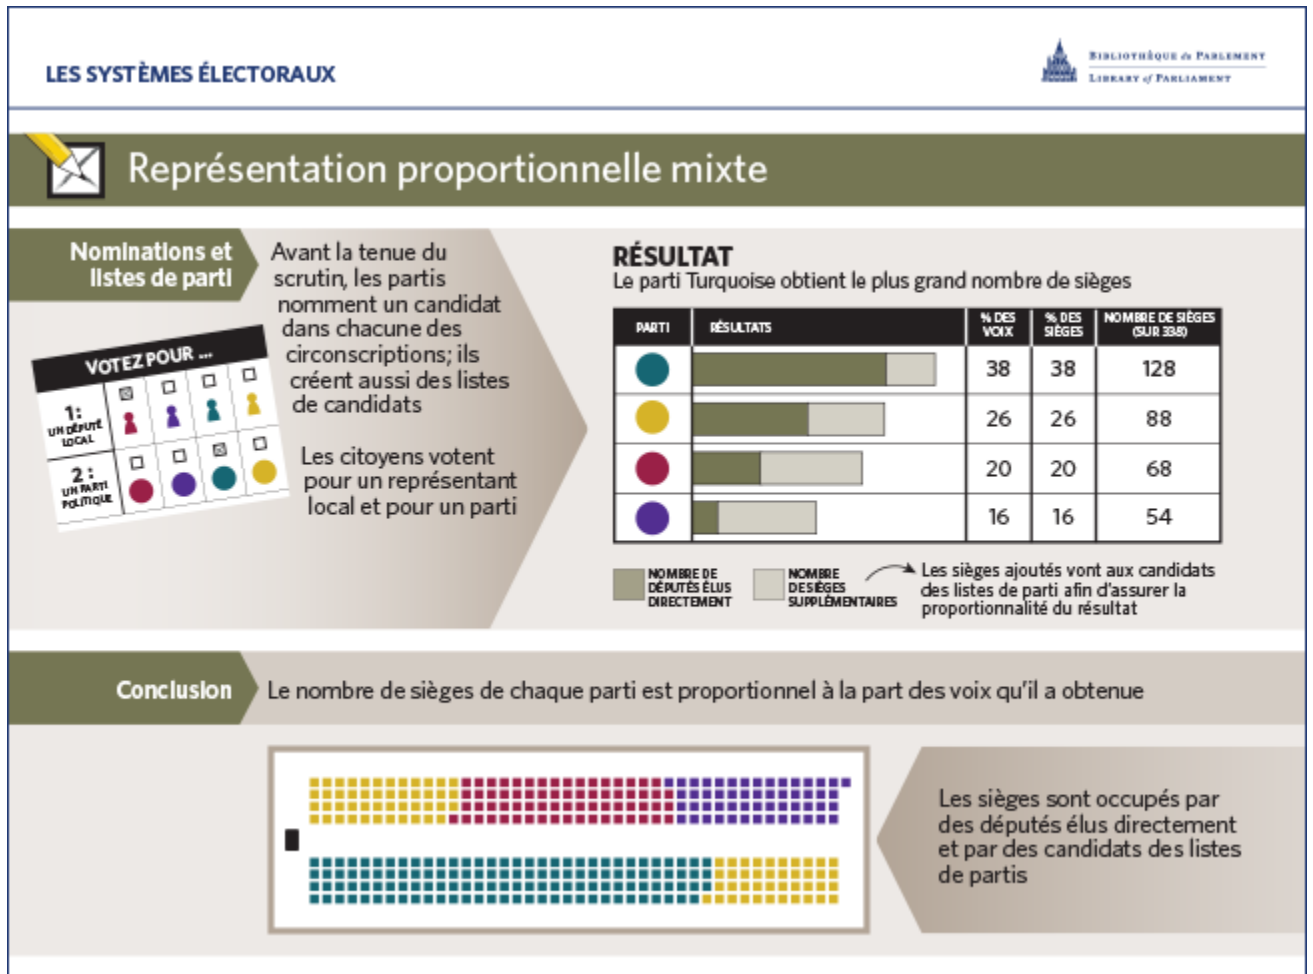 LES SYSTÈMES ÉLECTORAUX
BIBLIOTHÈQUE du PARLEMENT
LIBRARY of PARLIAMENT
Représentation proportionnelle mixte
Nominations et
listes de parti
Avant la tenue du
scrutin, les partis
nomment un candidat
dans chacune des
circonscriptions; ils
créent aussi des listes
de candidats
Les citoyens votent
pour un représentant
local et pour un parti
VOTEZ POUR ...
1:
UN DÉPUTÉ
LOCAL
2 :
UN PARTI
POLITIQUE
RÉSULTAT
Le parti Turquoise obtient le plus grand nombre de sièges
PARTI RÉSULTATS % DES VOIX % DES SIÈGES NOMBRE DE SIÈGES (SUR 338)
38 38 128
26 26 88
20 20 68
16 16 54
NOMBRE DE
DÉPUTÉS ÉLUS
DIRECTEMENT
NOMBRE
DE SIÈGES
SUPPLÉMENTAIRES
Les sièges ajoutés vont aux candidats
des listes de parti afin d'assurer la
proportionnalité du résultat
Conclusion
Le nombre de sièges de chaque parti est proportionnel à la part des voix qu'il a obtenue
Les sièges sont occupés par
des députés élus directement
et par des candidats des listes
de partis